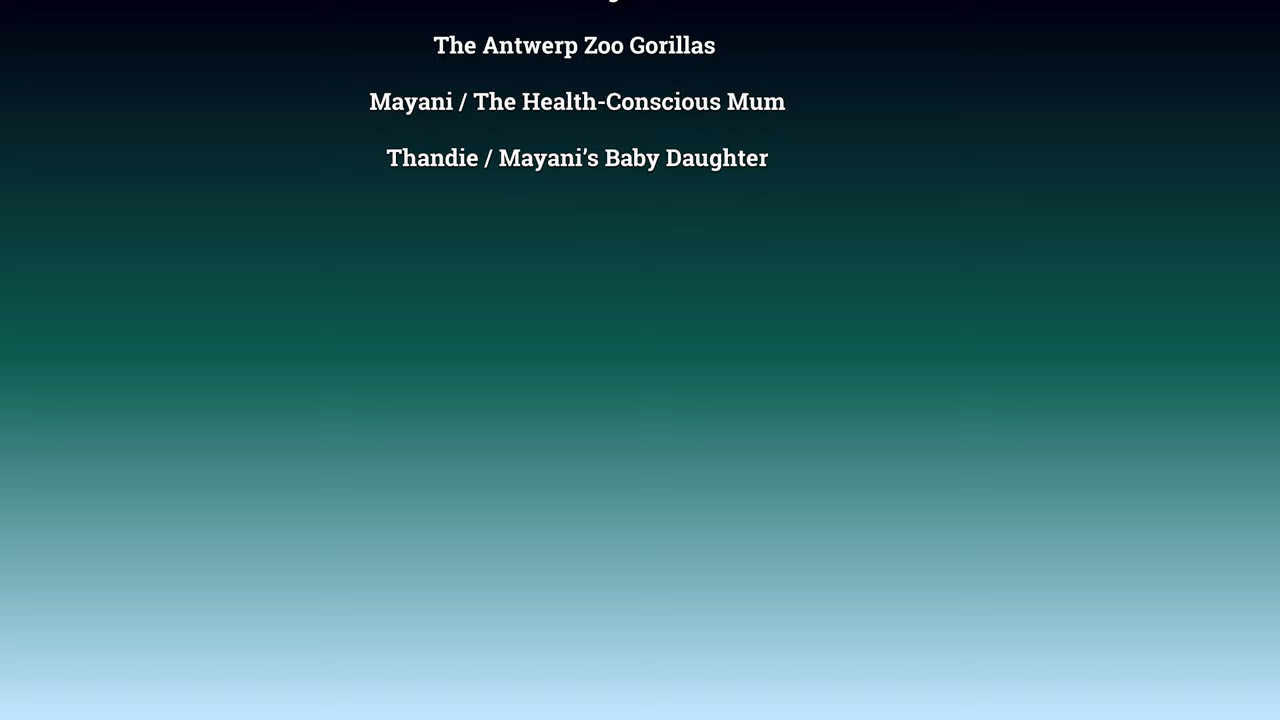 The Antwerp Zoo Gorillas
Mayani / The Health-Conscious Mum
Thandie / Mayani’s Baby Daughter